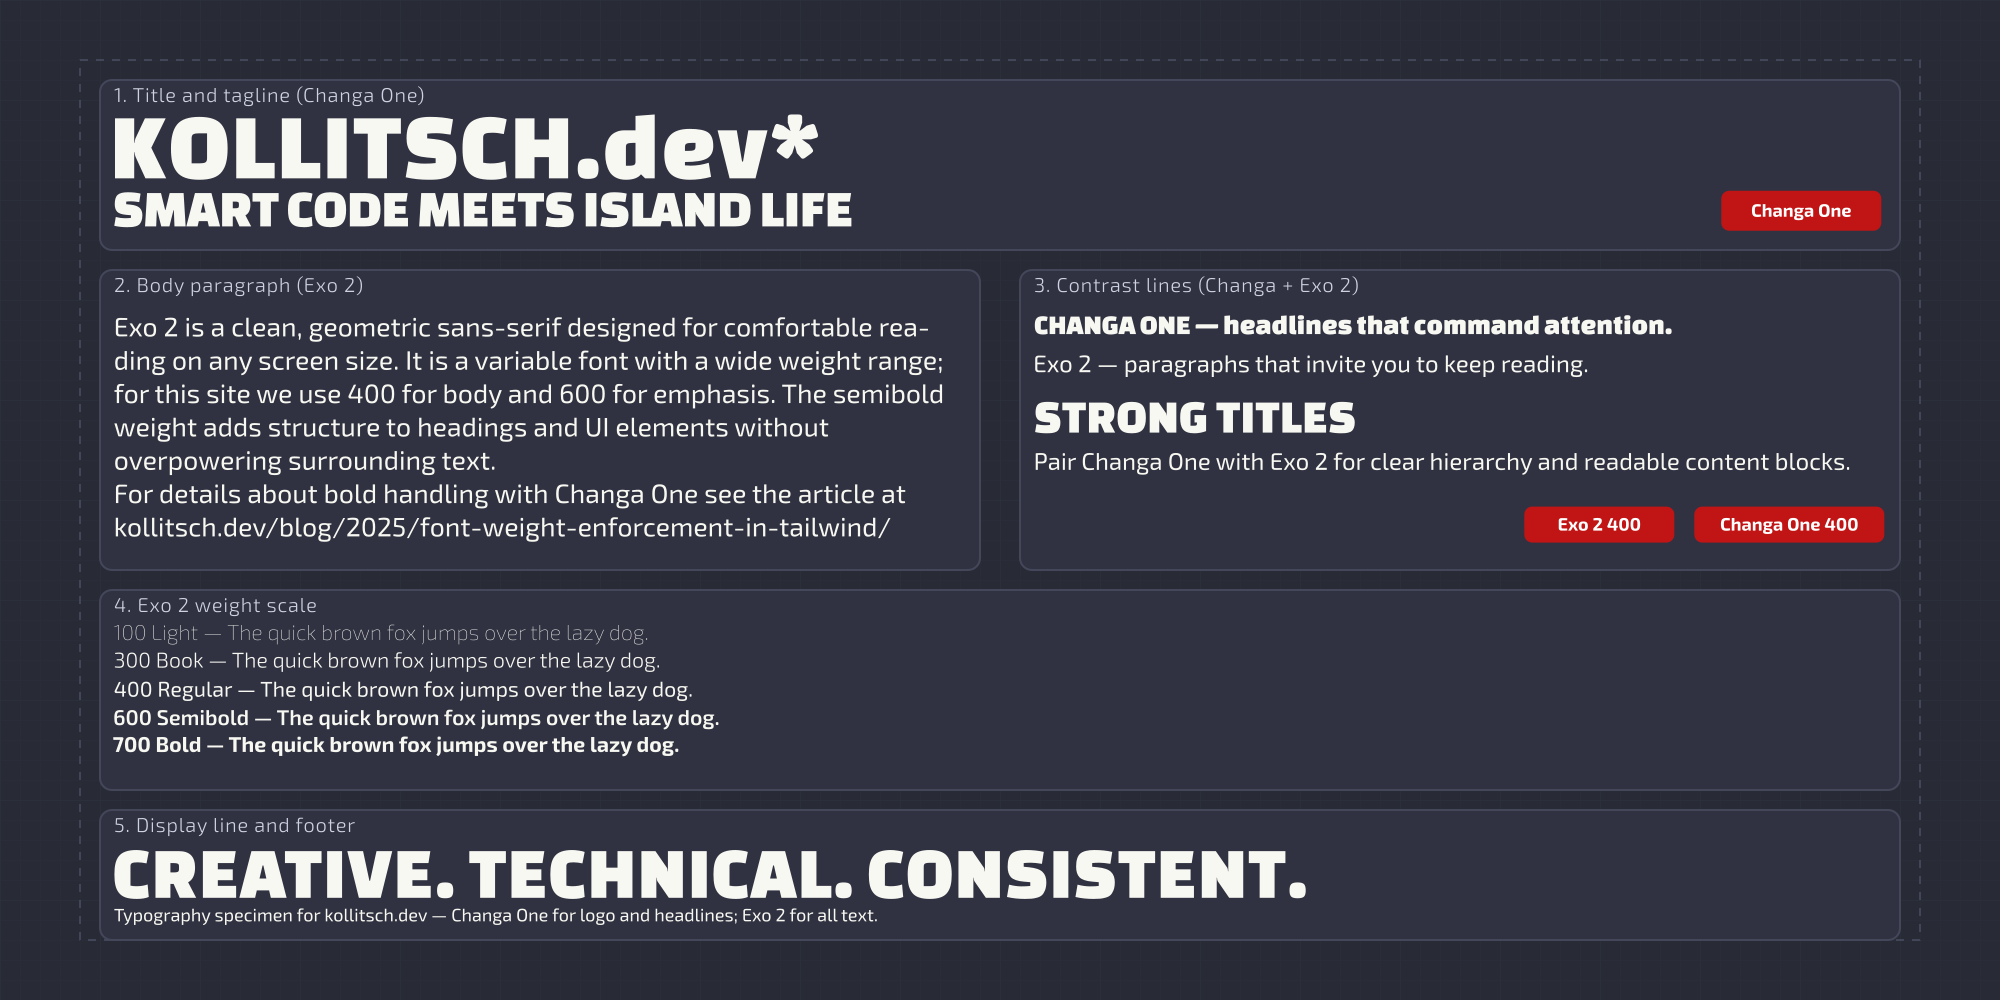 1. Title and tagline (Changa One)
KOLLITSCH.dev*
SMART CODE MEETS ISLAND LIFE
Changa One
2. Body paragraph (Exo 2)
Exo 2 is a clean, geometric sans-serif designed for comfortable rea-
ding on any screen size. It is a variable font with a wide weight range;
for this site we use 400 for body and 600 for emphasis. The semibold
weight adds structure to headings and UI elements without
overpowering surrounding text.
For details about bold handling with Changa One see the article at
kollitsch.dev/blog/2025/font-weight-enforcement-in-tailwind/
3. Contrast lines (Changa + Exo 2)
CHANGA ONE — headlines that command attention.
Exo 2 — paragraphs that invite you to keep reading.
STRONG TITLES
Pair Changa One with Exo 2 for clear hierarchy and readable content blocks.
Exo 2 400
Changa One 400
4. Exo 2 weight scale
100 Light — The quick brown fox jumps over the lazy dog.
300 Book — The quick brown fox jumps over the lazy dog.
400 Regular — The quick brown fox jumps over the lazy dog.
600 Semibold — The quick brown fox jumps over the lazy dog.
700 Bold — The quick brown fox jumps over the lazy dog.
5. Display line and footer
CREATIVE. TECHNICAL. CONSISTENT.
Typography specimen for kollitsch.dev — Changa One for logo and headlines; Exo 2 for all text.